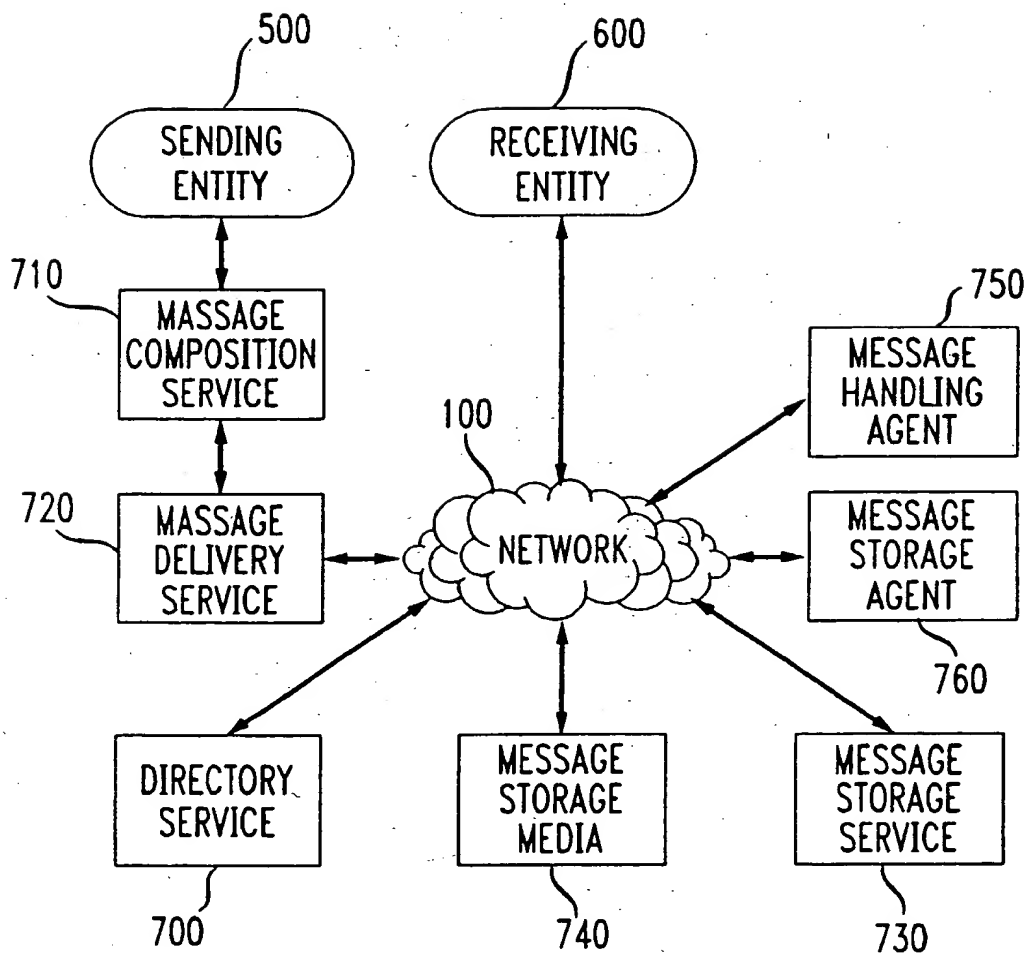 500
600
SENDING
ENTITY
RECEIVING
ENTITY
710
MASSAGE
COMPOSITION
SERVICE
750
MESSAGE
HANDLING
AGENT
100
720
MASSAGE
DELIVERY
SERVICE
NETWORK
MESSAGE
STORAGE
AGENT
760
DIRECTORY
SERVICE
MESSAGE
STORAGE
MEDIA
MESSAGE
STORAGE
SERVICE
700
740
730